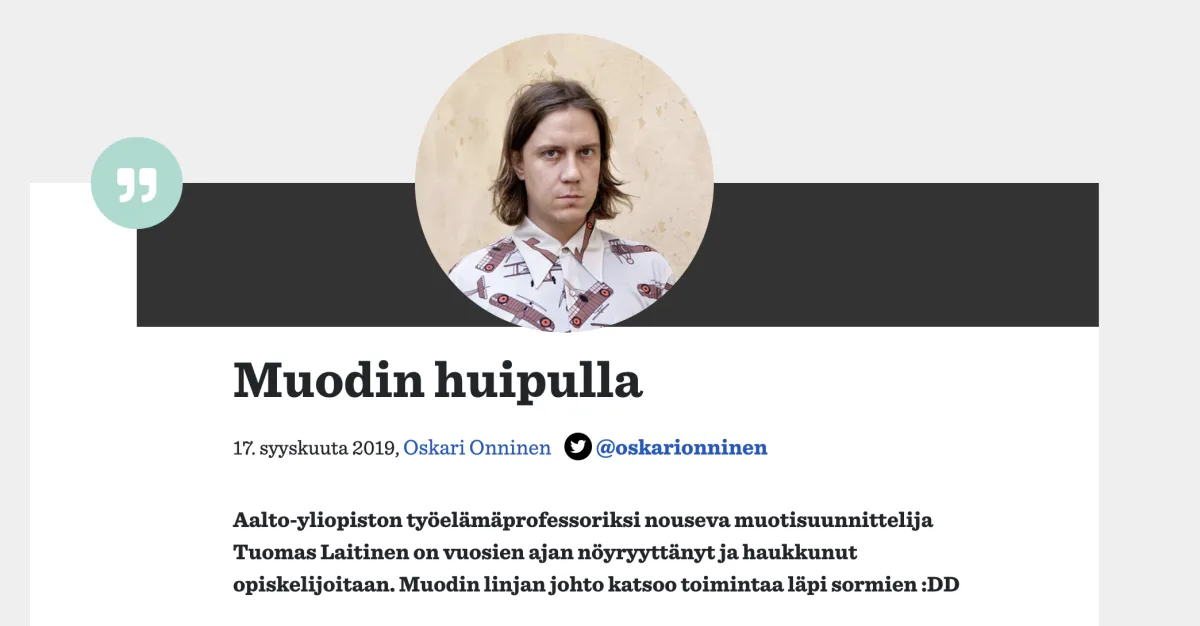 Muodin huipulla
17. syyskuuta 2019, Oskari Onninen @oskarionninen
Aalto-yliopiston työelämäprofessoriksi nouseva muotisuunnittelija
Tuomas Laitinen on vuosien ajan nöyryyttänyt ja haukkunut
opiskelijoitaan. Muodin linjan johto katsoo toimintaa läpi sormien :DD